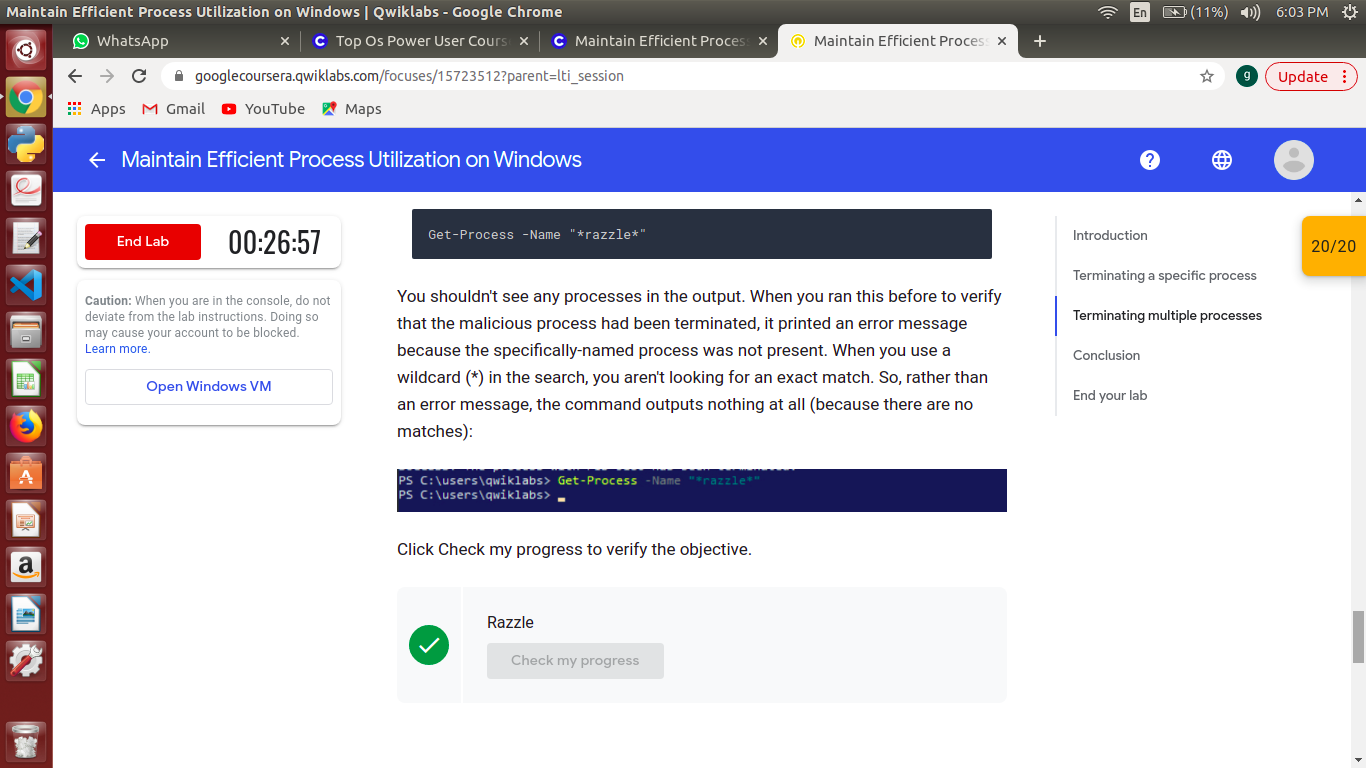 Maintain Efficient Process Utilization on Windows | Qwiklabs - Google Chrome
En
(11%)
6:03 PM
WhatsApp
Top Os Power User Cours
Maintain Efficient Process
Maintain Efficient Process
googlecoursera.qwiklabs.com/focuses/15723512?parent=lti_session
g
Update
Apps
Gmail
YouTube
Maps
Maintain Efficient Process Utilization on Windows
End Lab
00:26:57
Caution: When you are in the console, do not
deviate from the lab instructions. Doing so
may cause your account to be blocked.
Learn more.
Open Windows VM
Get-Process -Name "*razzle*"
You shouldn't see any processes in the output. When you ran this before to verify
that the malicious process had been terminated, it printed an error message
because the specifically-named process was not present. When you use a
wildcard (*) in the search, you aren't looking for an exact match. So, rather than
an error message, the command outputs nothing at all (because there are no
matches):
PS C:\users\qwiklabs> Get-Process -Name "*razzle*"
PS C:\users\qwiklabs>
Click Check my progress to verify the objective.
Razzle
Check my progress
Introduction
Terminating a specific process
Terminating multiple processes
Conclusion
End your lab
20/20